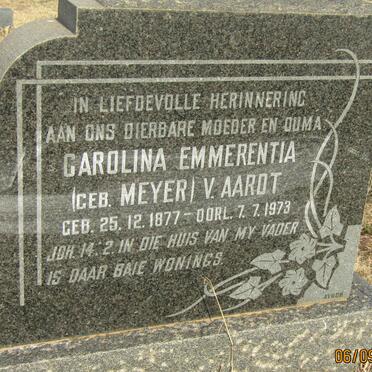 IN LIEFDEVOLLE HERINNERING
AAN ONS DIERBARE MOEDER EN OUMA
CAROLINA EMMERENTIA
(GEB. MEYER) V. AARDT
GEB. 25. 12. 1877 - OORL. 7. 7. 1973
JOH. 14: 2. IN DIE HUIS VAN MY VADER
IS DAAR BAIE WONINGS.
06/09